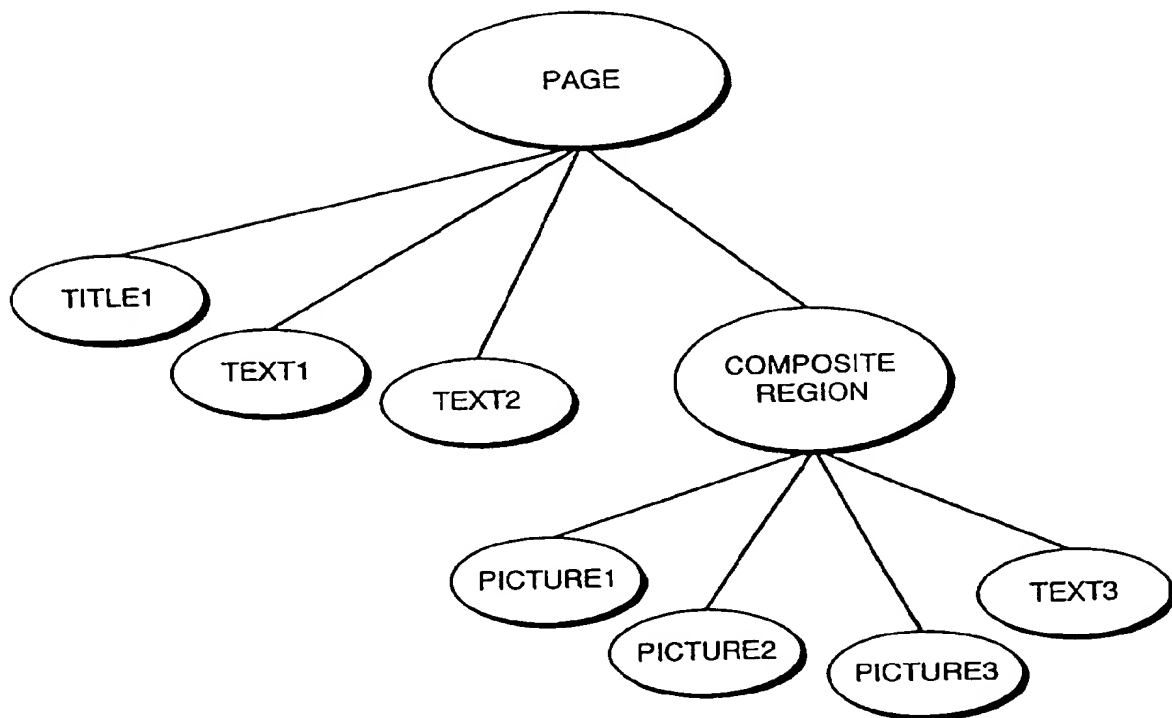 PAGE
TITLE1
TEXT1
TEXT2
COMPOSITE
REGION
PICTURE1
PICTURE2
PICTURE3
TEXT3